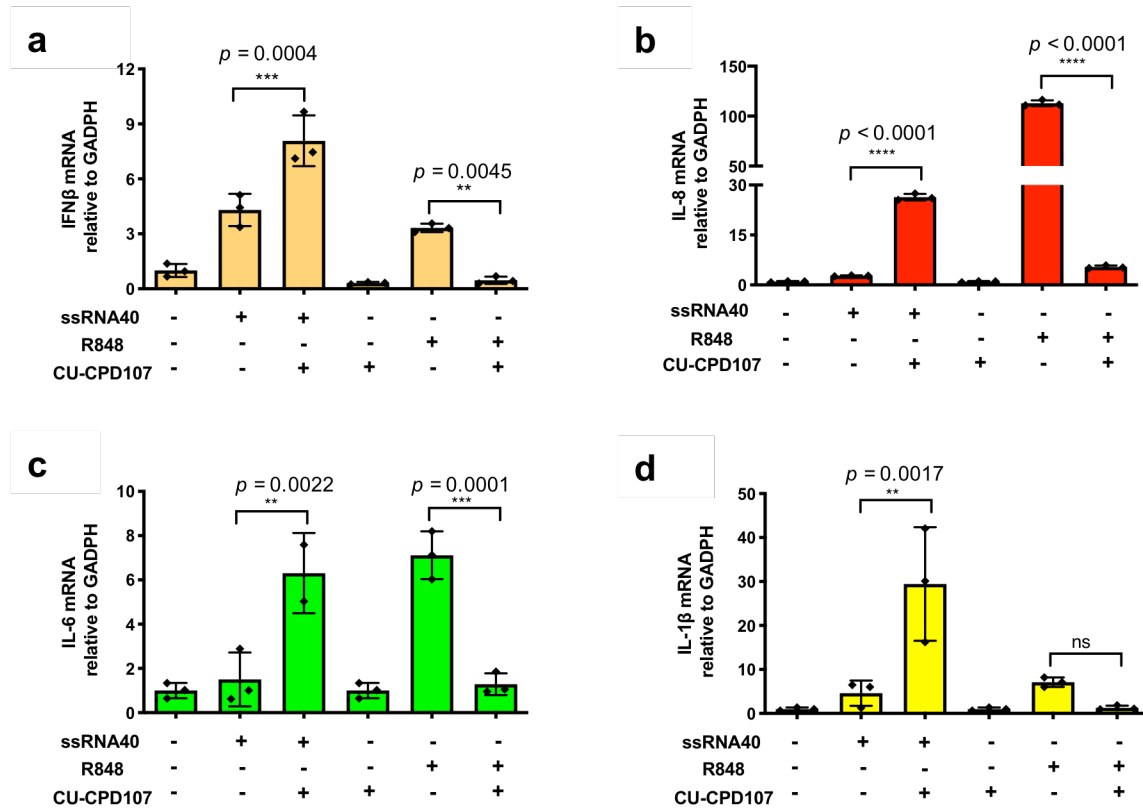 a
p = 0.0004
***
p = 0.0045
**
12
9
6
3
0
IFNβ mRNA
relative to GADPH
ssRNA40 - + + - - -
R848 - - - - + +
CU-CPD107 - - + + - +
b
p < 0.0001
****
p < 0.0001
****
150
100
50
30
15
0
IL-8 mRNA
relative to GADPH
ssRNA40 - + + - - -
R848 - - - - + +
CU-CPD107 - - + + - +
c
p = 0.0022
**
p = 0.0001
***
10
8
6
4
2
0
IL-6 mRNA
relative to GADPH
ssRNA40 - + + - - -
R848 - - - - + +
CU-CPD107 - - + + - +
d
p = 0.0017
**
ns
50
40
30
20
10
0
IL-1β mRNA
relative to GADPH
ssRNA40 - + + - - -
R848 - - - - + +
CU-CPD107 - - + + - +